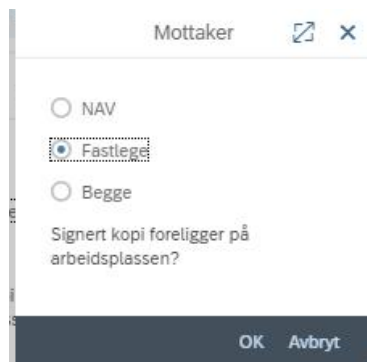 Mottaker
NAV
Fastlege
Begge
Signert kopi foreligger på
arbeidsplassen?
OK Avbryt